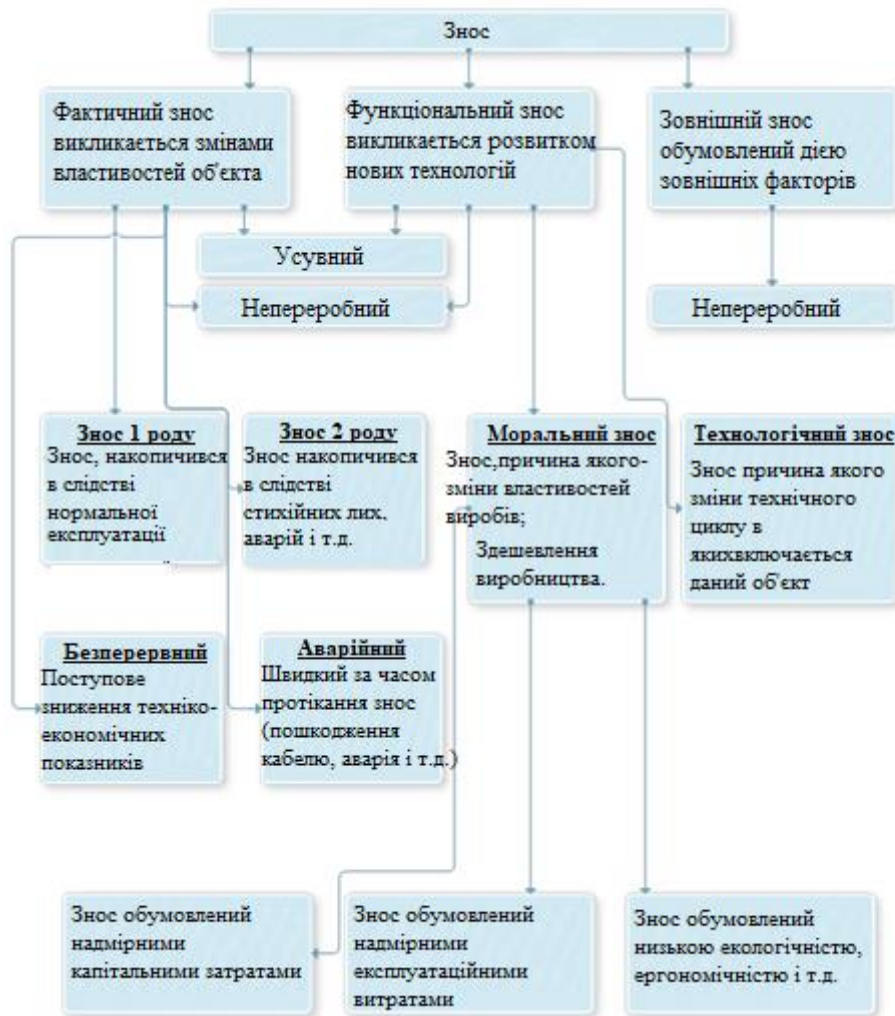 Знос
Фактичний знос
викликається змінами
властивостей об'єкта
Функціональний знос
викликається розвитком
нових технологій
Зовнішній знос
обумовлений дією
зовнішніх факторів
Усувний
Непереробний
Непереробний
Знос 1 роду
Знос, накопичився
в слідстві
нормальної
експлуатації
Знос 2 роду
Знос накопичився
в слідстві
стихійних лих,
аварій і т.д.
Моральний знос
Знос,причина якого-
зміни властивостей
виробів;
Здешевлення
виробництва.
Технологічний знос
Знос причина якого
зміни технічного
циклу в
якихвключається
даний об'єкт
Безперервний
Поступове
зниження техніко-
економічних
показників
Аварійний
Швидкий за часом
протікання знос
(пошкодження
кабелю, аварія і т.д.)
Знос обумовлений
надмірними
капітальними затратами
Знос обумовлений
надмірними
експлуатаційними
витратами
Знос обумовлений
низькою екологічністю,
ергономічністю і т.д.